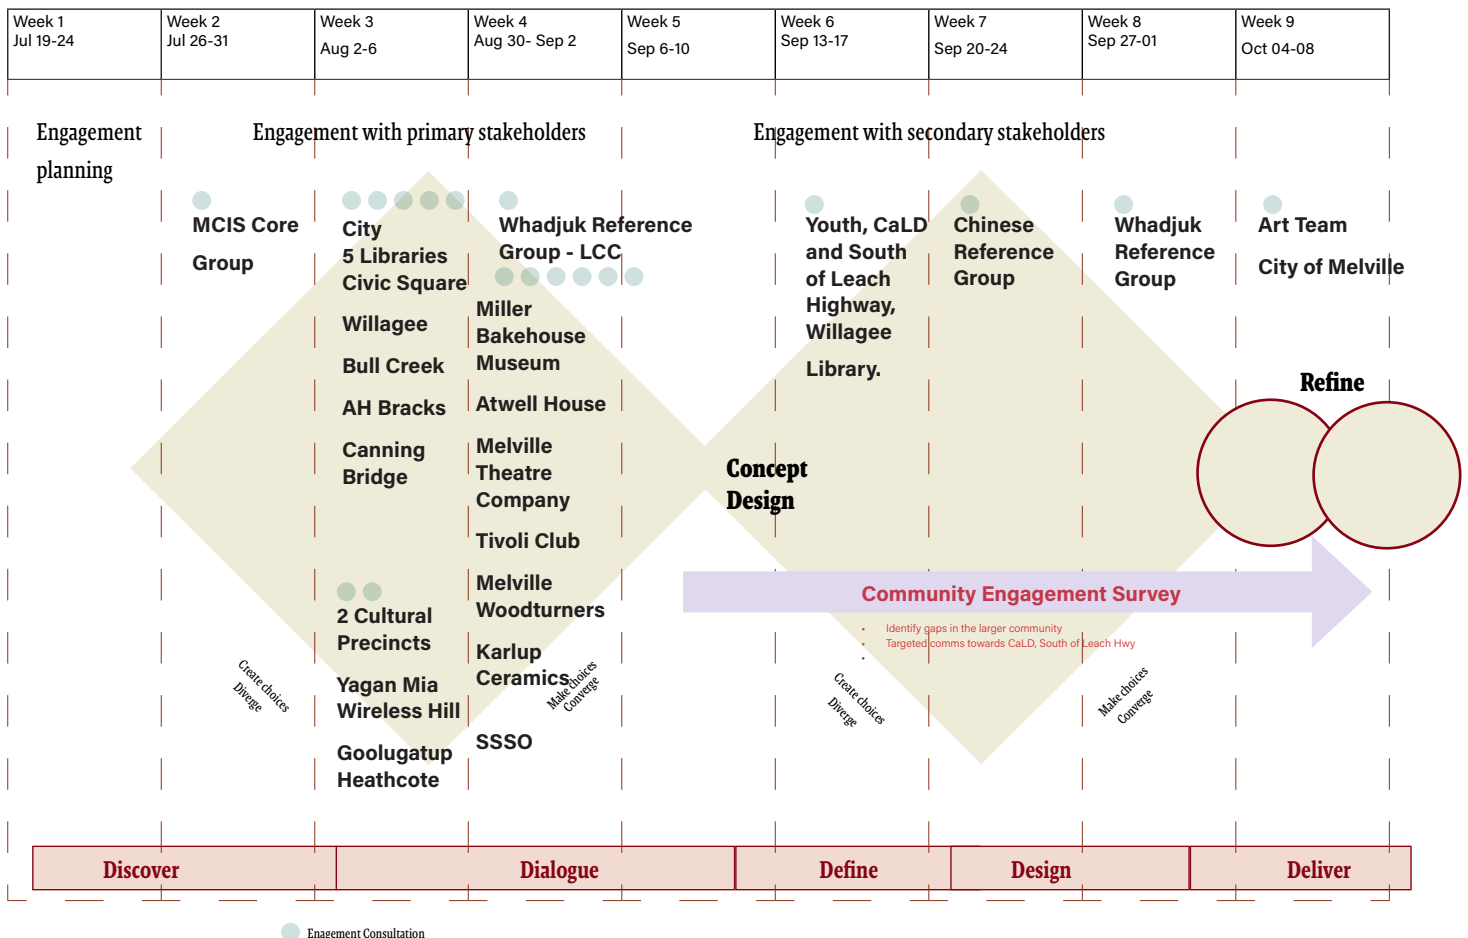 Week 1
Jul 19-24
Week 2
Jul 26-31
Week 3
Aug 2-6
Week 4
Aug 30- Sep 2
Week 5
Sep 6-10
Week 6
Sep 13-17
Week 7
Sep 20-24
Week 8
Sep 27-01
Week 9
Oct 04-08
Engagement
planning
Engagement with primary stakeholders
Engagement with secondary stakeholders
MCIS Core
Group
City
5 Libraries
Civic Square
Willagee
Bull Creek
AH Bracks
Canning
Bridge
2 Cultural
Precincts
Yagan Mia
Wireless Hill
Goolugatup
Heathcote
Whadjuk Reference
Group - LCC
Miller
Bakehouse
Museum
Atwell House
Melville
Theatre
Company
Tivoli Club
Melville
Woodturners
Karlup
Ceramics
SSSO
Concept
Design
Youth, CaLD
and South
of Leach
Highway,
Willagee
Library.
Chinese
Reference
Group
Whadjuk
Reference
Group
Art Team
City of Melville
Refine
Community Engagement Survey
• Identify gaps in the larger community
• Targeted comms towards CaLD, South of Leach Hwy
•
Create choices
Diverge
Make choices
Converge
Create choices
Diverge
Make choices
Converge
Discover
Dialogue
Define
Design
Deliver
Enagement Consultation